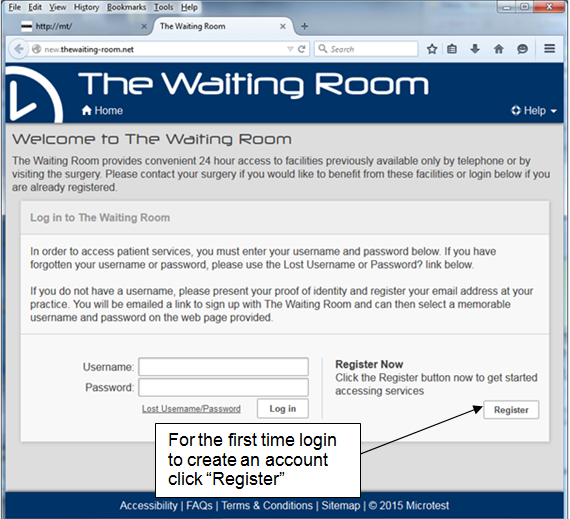 File Edit View History Bookmarks Tools Help
http://mt/
The Waiting Room
new.thewaiting-room.net
Search
The Waiting Room
Home
Help
Welcome to The Waiting Room
The Waiting Room provides convenient 24 hour access to facilities previously available only by telephone or by
visiting the surgery. Please contact your surgery if you would like to benefit from these facilities or login below if you
are already registered.
Log in to The Waiting Room
In order to access patient services, you must enter your username and password below. If you have
forgotten your username or password, please use the Lost Username or Password? link below.
If you do not have a username, please present your proof of identity and register your email address at your
practice. You will be emailed a link to sign up with The Waiting Room and can then select a memorable
username and password on the web page provided.
Username:
Password:
Lost Username/Password
Log in
Register Now
Click the Register button now to get started
accessing services
Register
For the first time login
to create an account
click “Register”
Accessibility | FAQs | Terms & Conditions | Sitemap | © 2015 Microtest